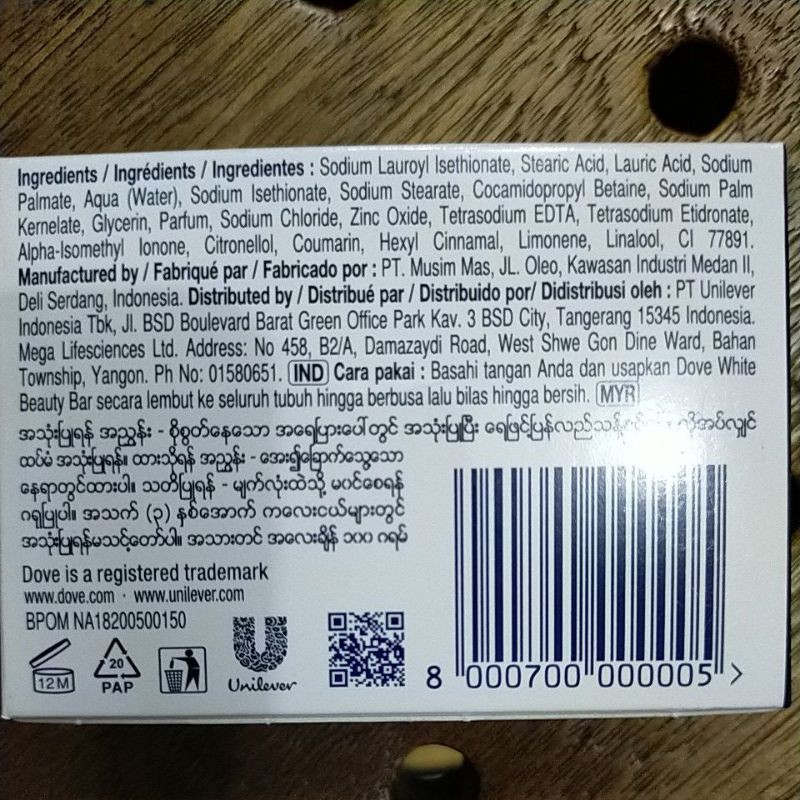 Ingredients / Ingrédients / Ingredientes : Sodium Lauroyl Isethionate, Stearic Acid, Lauric Acid, Sodium
Palmate, Aqua (Water), Sodium Isethionate, Sodium Stearate, Cocamidopropyl Betaine, Sodium Palm
Kernelate, Glycerin, Parfum, Sodium Chloride, Zinc Oxide, Tetrasodium EDTA, Tetrasodium Etidronate,
Alpha-Isomethyl Ionone, Citronellol, Coumarin, Hexyl Cinnamal, Limonene, Linalool, CI 77891.
Manufactured by / Fabriqué par / Fabricado por : PT. Musim Mas, JL. Oleo, Kawasan Industri Medan II,
Deli Serdang, Indonesia. Distributed by / Distribué par / Distribuido por/ Didistribusi oleh : PT Unilever
Indonesia Tbk, Jl. BSD Boulevard Barat Green Office Park Kav. 3 BSD City, Tangerang 15345 Indonesia.
Mega Lifesciences Ltd. Address: No 458, B2/A, Damazaydi Road, West Shwe Gon Dine Ward, Bahan
Township, Yangon. Ph No: 01580651. IND Cara pakai : Basahi tangan Anda dan usapkan Dove White
Beauty Bar secara lembut ke seluruh tubuh hingga berbusa lalu bilas hingga bersih. MYR
အသုံးပြုရန် အညွှန်း - စိုစွတ်နေသော အရေပြားပေါ်တွင် အသုံးပြုပြီး ရေဖြင့်ပြန်လည်သန့် လိုအပ်လျှင်
ထပ်မံ အသုံးပြုရန်။ ထားသိုရန် အညွှန်း - အေး၍ခြောက်သွေ့သော
နေရာတွင်ထားပါ။ သတိပြုရန် - မျက်လုံးထဲသို့ မဝင်စေရန်
ဂရုပြုပါ။ အသက် (၃) နှစ်အောက် ကလေးငယ်များတွင်
အသုံးပြုရန်မသင့်တော်ပါ။ အသားတင် အလေးချိန် ၁၀၀ ဂရမ်
Dove is a registered trademark
www.dove.com · www.unilever.com
BPOM NA18200500150
12M
20
PAP
Unilever
8 000700 000005 >